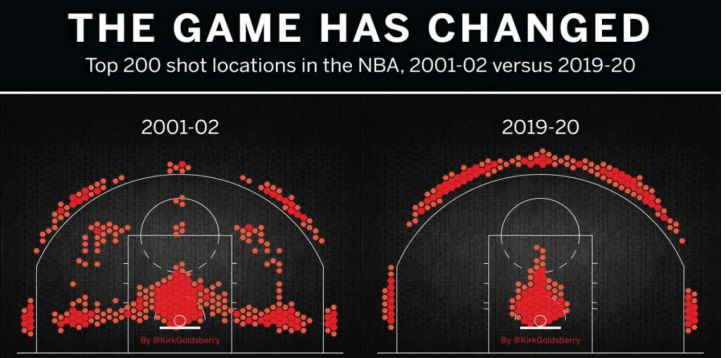 THE GAME HAS CHANGED
Top 200 shot locations in the NBA, 2001-02 versus 2019-20
2001-02
2019-20
By @KirkGoldsberry
By @KirkGoldsberry